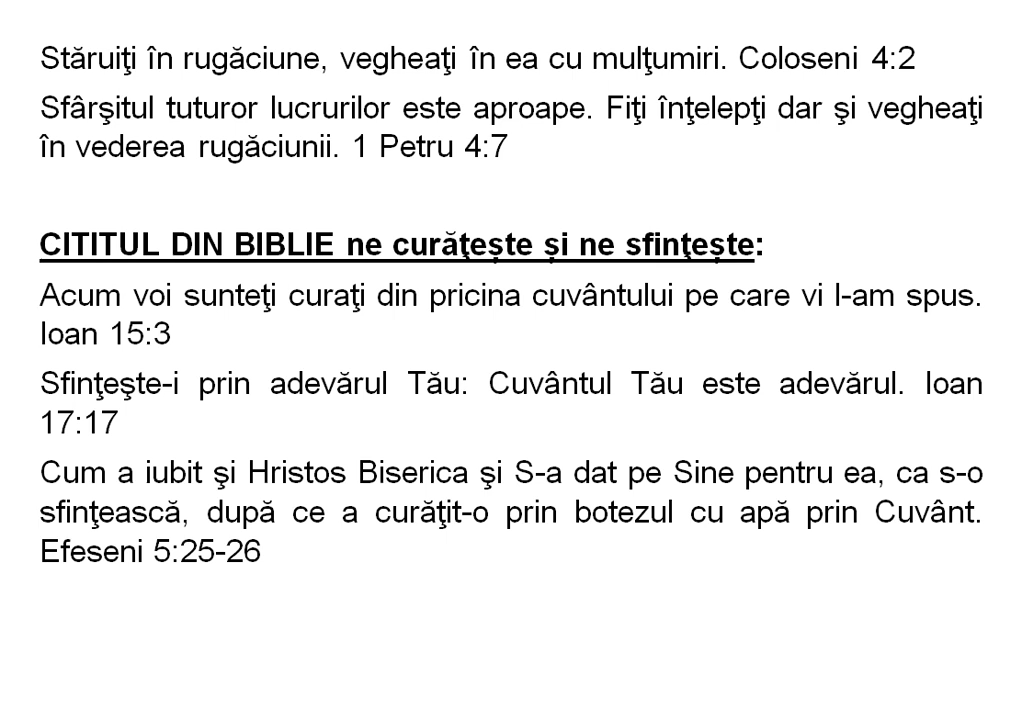 Stăruiţi în rugăciune, vegheaţi în ea cu mulţumiri. Coloseni 4:2
Sfârşitul tuturor lucrurilor este aproape. Fiţi înţelepţi dar şi vegheaţi
în vederea rugăciunii. 1 Petru 4:7
CITITUL DIN BIBLIE ne curăţește și ne sfinţește:
Acum voi sunteţi curaţi din pricina cuvântului pe care vi l-am spus.
Ioan 15:3
Sfinţeşte-i prin adevărul Tău: Cuvântul Tău este adevărul. Ioan
17:17
Cum a iubit şi Hristos Biserica şi S-a dat pe Sine pentru ea, ca s-o
sfinţească, după ce a curăţit-o prin botezul cu apă prin Cuvânt.
Efeseni 5:25-26